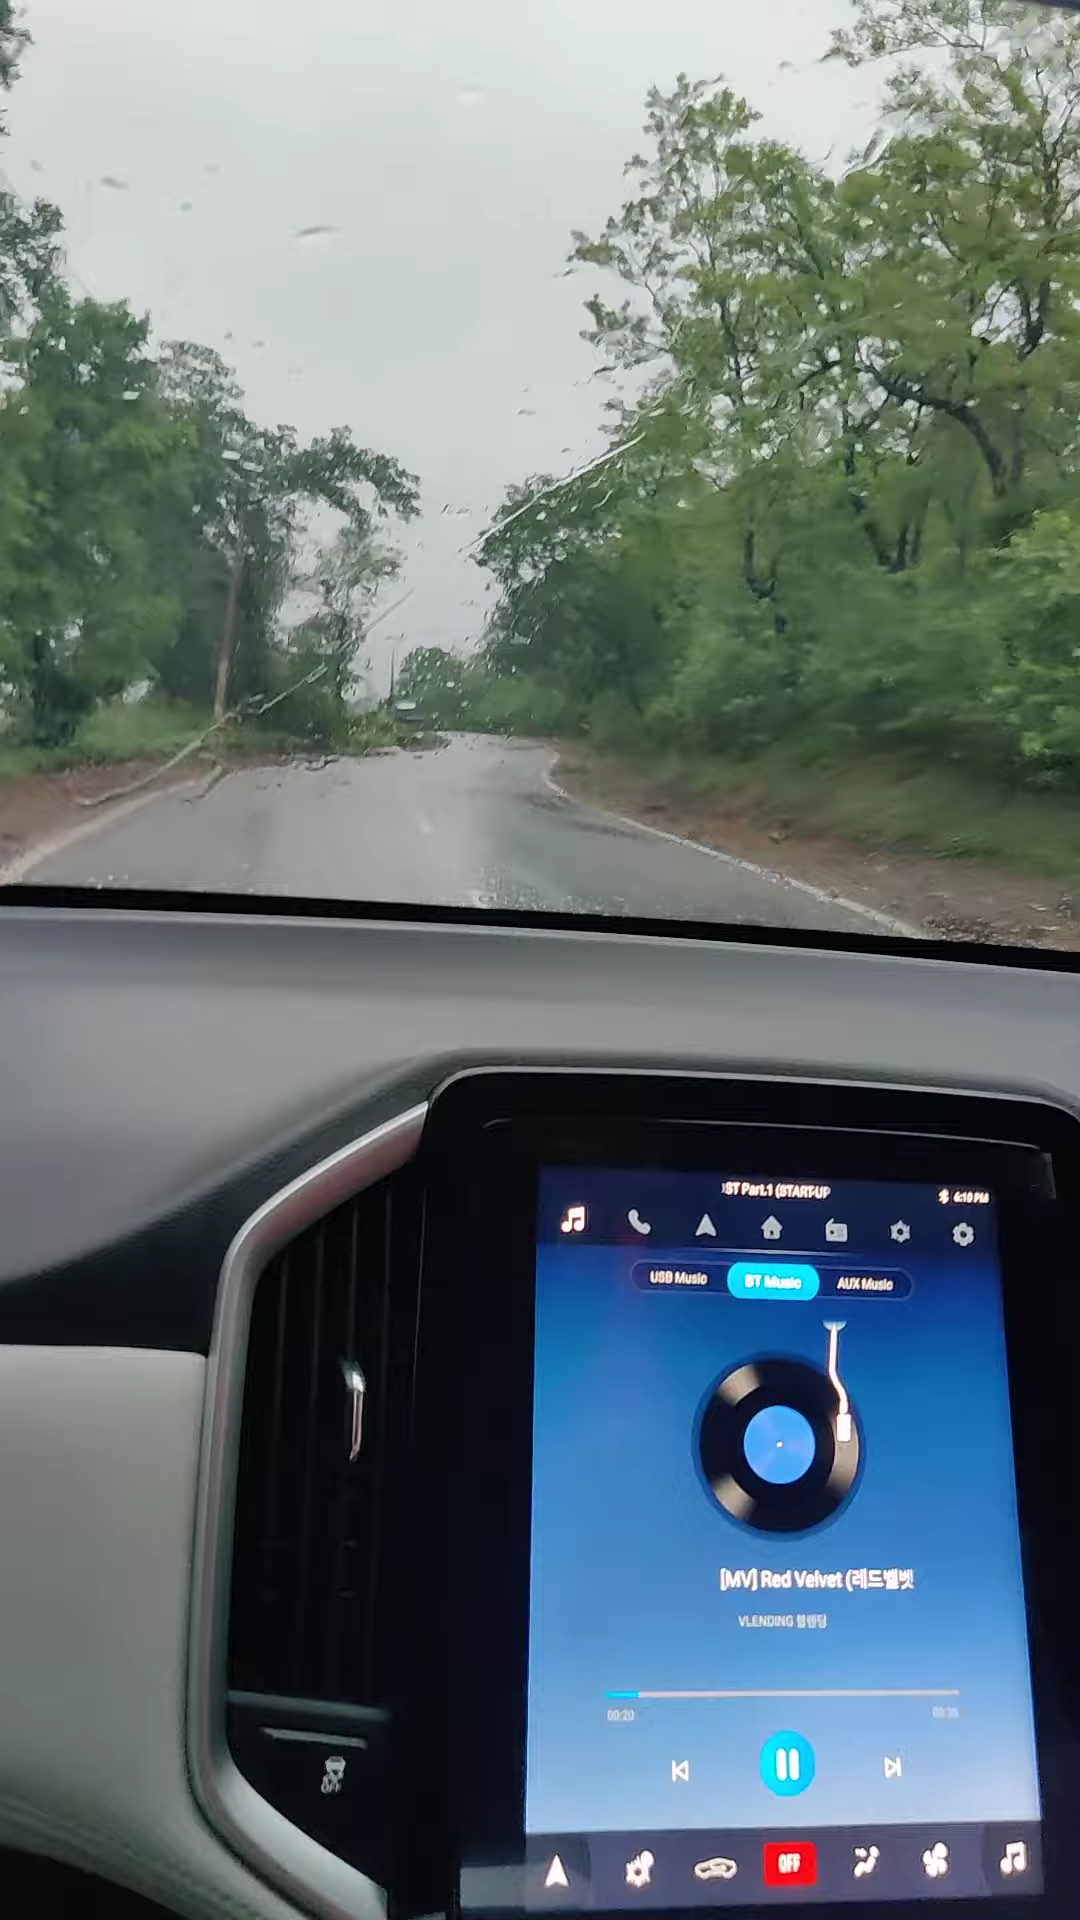 ST Part.1 (START-UP
6:10 PM
USB Music
BT Music
AUX Music
[MV] Red Velvet (레드벨벳
VLENDING 블렌딩
00:20
OFF
OFF